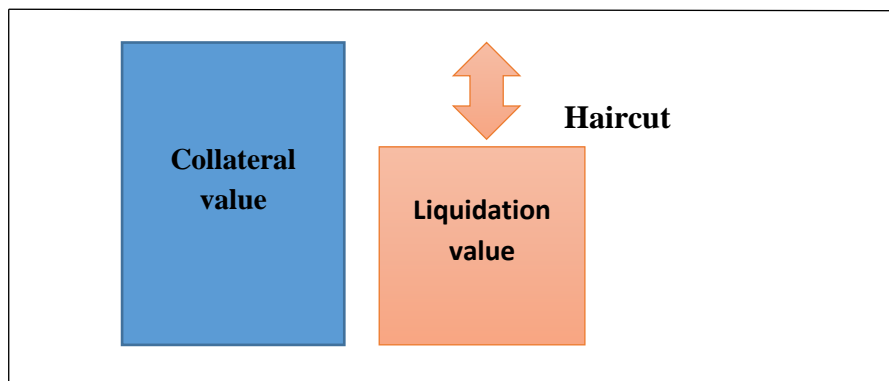 Collateral
value
Haircut
Liquidation
value